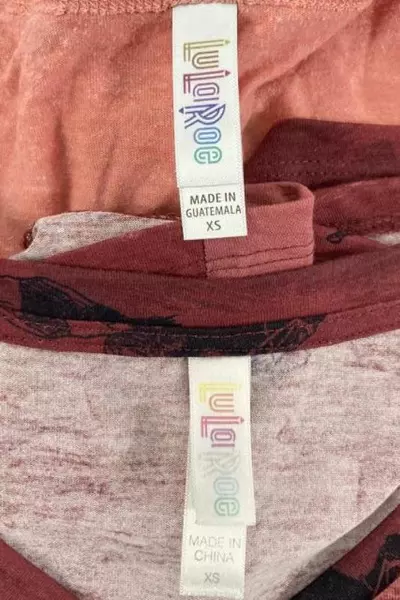 LuLaRoe
MADE IN
GUATEMALA
XS
LuLaRoe
MADE IN
CHINA
XS